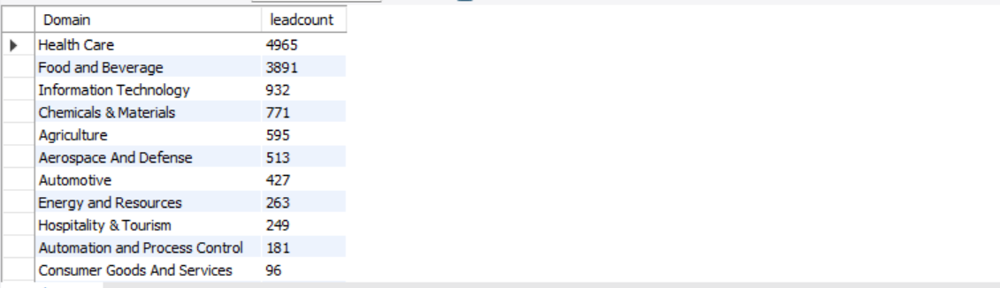 Domain leadcount
Health Care 4965
Food and Beverage 3891
Information Technology 932
Chemicals & Materials 771
Agriculture 595
Aerospace And Defense 513
Automotive 427
Energy and Resources 263
Hospitality & Tourism 249
Automation and Process Control 181
Consumer Goods And Services 96